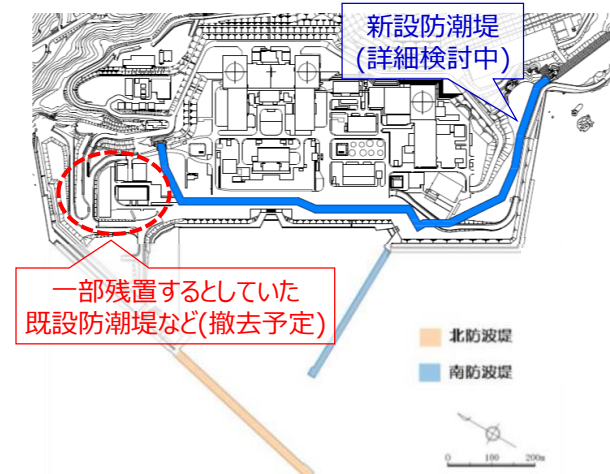 新設防潮堤
(詳細検討中)
一部残置するとしていた
既設防潮堤など(撤去予定)
北防波堤
南防波堤
0 100 200m